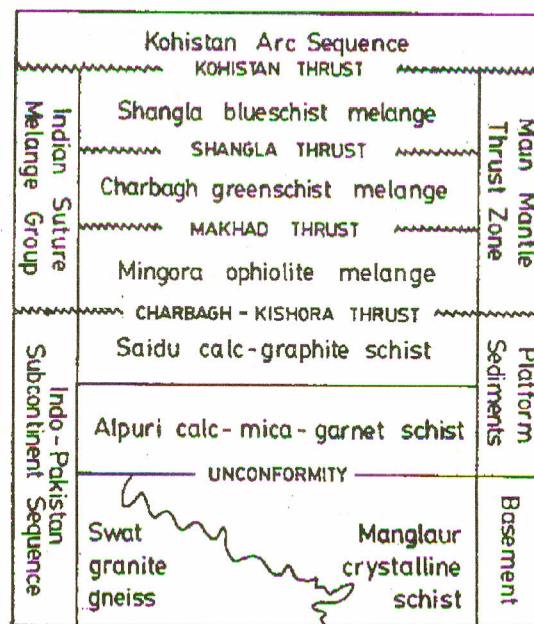 Kohistan Arc Sequence
KOHISTAN THRUST
Indian Suture
Melange Group
Shangla blueschist melange
SHANGLA THRUST
Charbagh greenschist melange
MAKHAD THRUST
Mingora ophiolite melange
Main Mantle
Thrust Zone
CHARBAGH - KISHORA THRUST
Indo-Pakistan
Subcontinent Sequence
Saidu calc-graphite schist
Alpuri calc-mica-garnet schist
Platform
Sediments
UNCONFORMITY
Swat
granite
gneiss
Manglaur
crystalline
schist
Basement